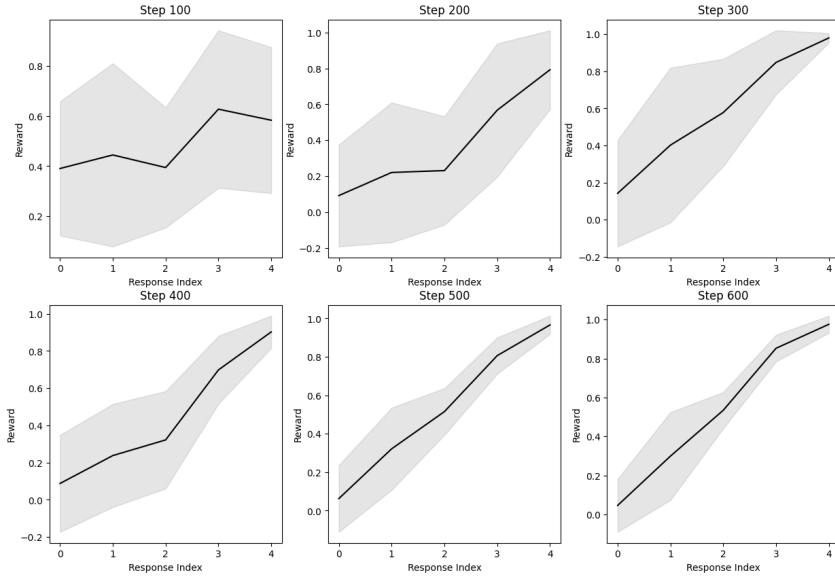 Step 100
Step 200
Step 300
Reward
0.8
0.6
0.4
0.2
0 1 2 3 4
Response Index
Reward
1.0
0.8
0.6
0.4
0.2
0.0
−0.2
0 1 2 3 4
Response Index
Reward
1.0
0.8
0.6
0.4
0.2
0.0
−0.2
0 1 2 3 4
Response Index
Step 400
Step 500
Step 600
Reward
1.0
0.8
0.6
0.4
0.2
0.0
−0.2
0 1 2 3 4
Response Index
Reward
1.0
0.8
0.6
0.4
0.2
0.0
0 1 2 3 4
Response Index
Reward
1.0
0.8
0.6
0.4
0.2
0.0
0 1 2 3 4
Response Index